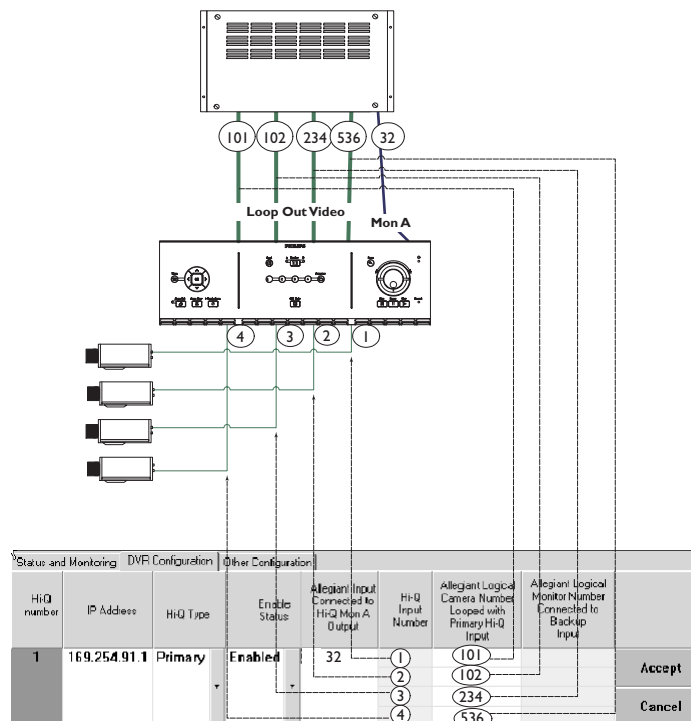 101 102 234 536 32
Loop Out Video
Mon A
PHILIPS
4 3 2 1
Status and Monitoring DVR Configuration Other Configuration
Hi-Q number
IP Address
Hi-Q Type
Enable Status
Allegiant Input Connected to Hi-Q Mon A Output
Hi-Q Input Number
Allegiant Logical Camera Number Looped with Primary Hi-Q Input
Allegiant Logical Monitor Number Connected to Backup Input
1 169.254.91.1 Primary Enabled 32 1 101
2 102
3 234
4 536
Accept
Cancel